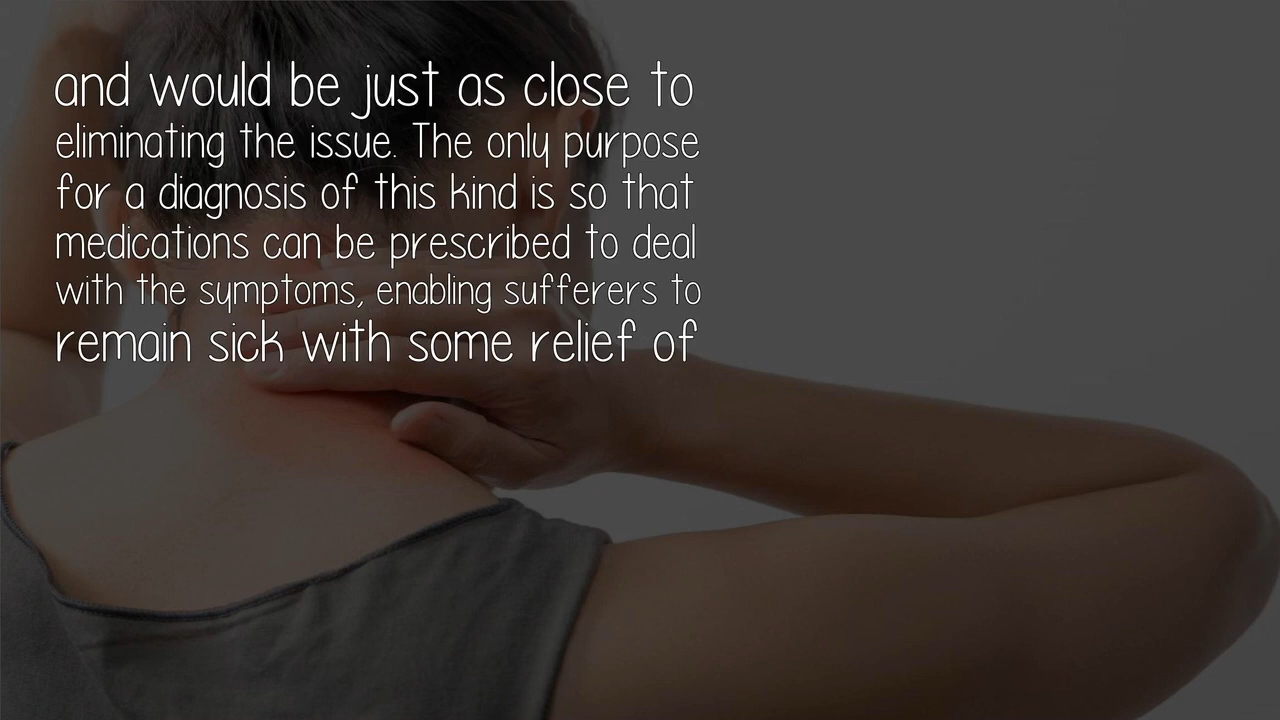 and would be just as close to
eliminating the issue. The only purpose
for a diagnosis of this kind is so that
medications can be prescribed to deal
with the symptoms, enabling sufferers to
remain sick with some relief of